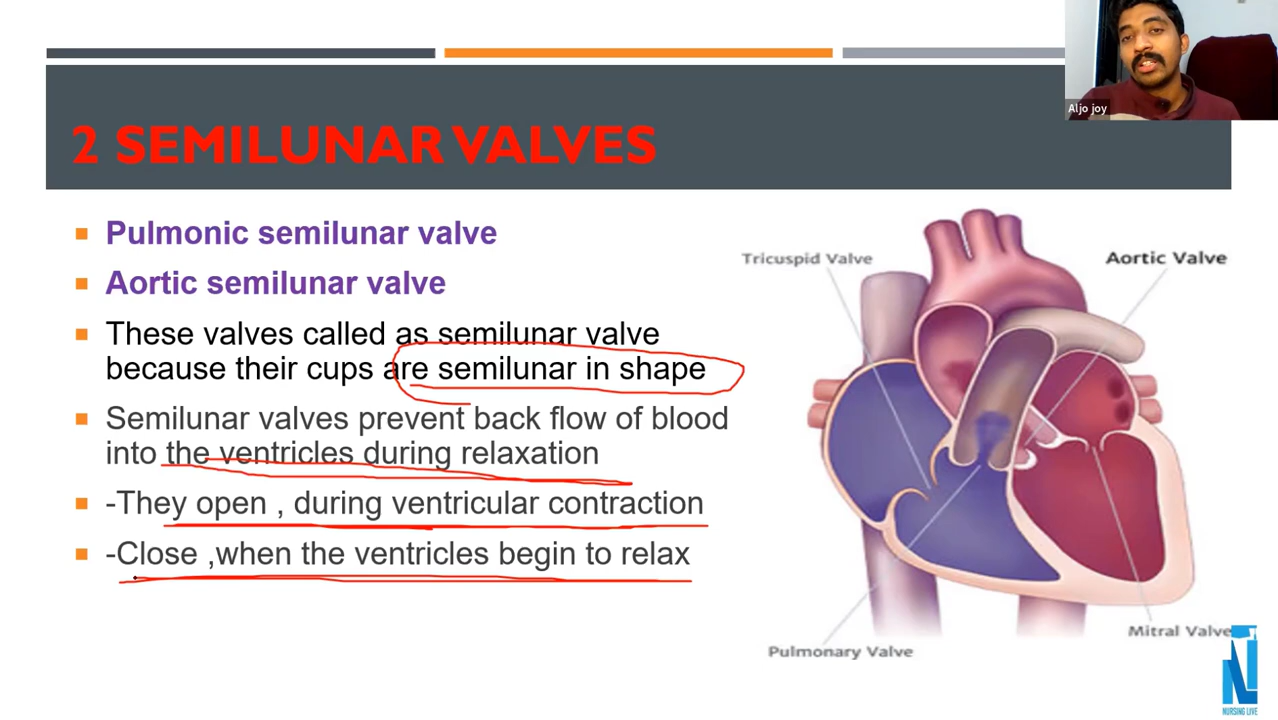 Aljo joy
2 SEMILUNAR VALVES
Pulmonic semilunar valve
Aortic semilunar valve
These valves called as semilunar valve
because their cups are semilunar in shape
Semilunar valves prevent back flow of blood
into the ventricles during relaxation
-They open , during ventricular contraction
-Close ,when the ventricles begin to relax
Tricuspid Valve
Aortic Valve
Mitral Valve
Pulmonary Valve
NURSING LIVE